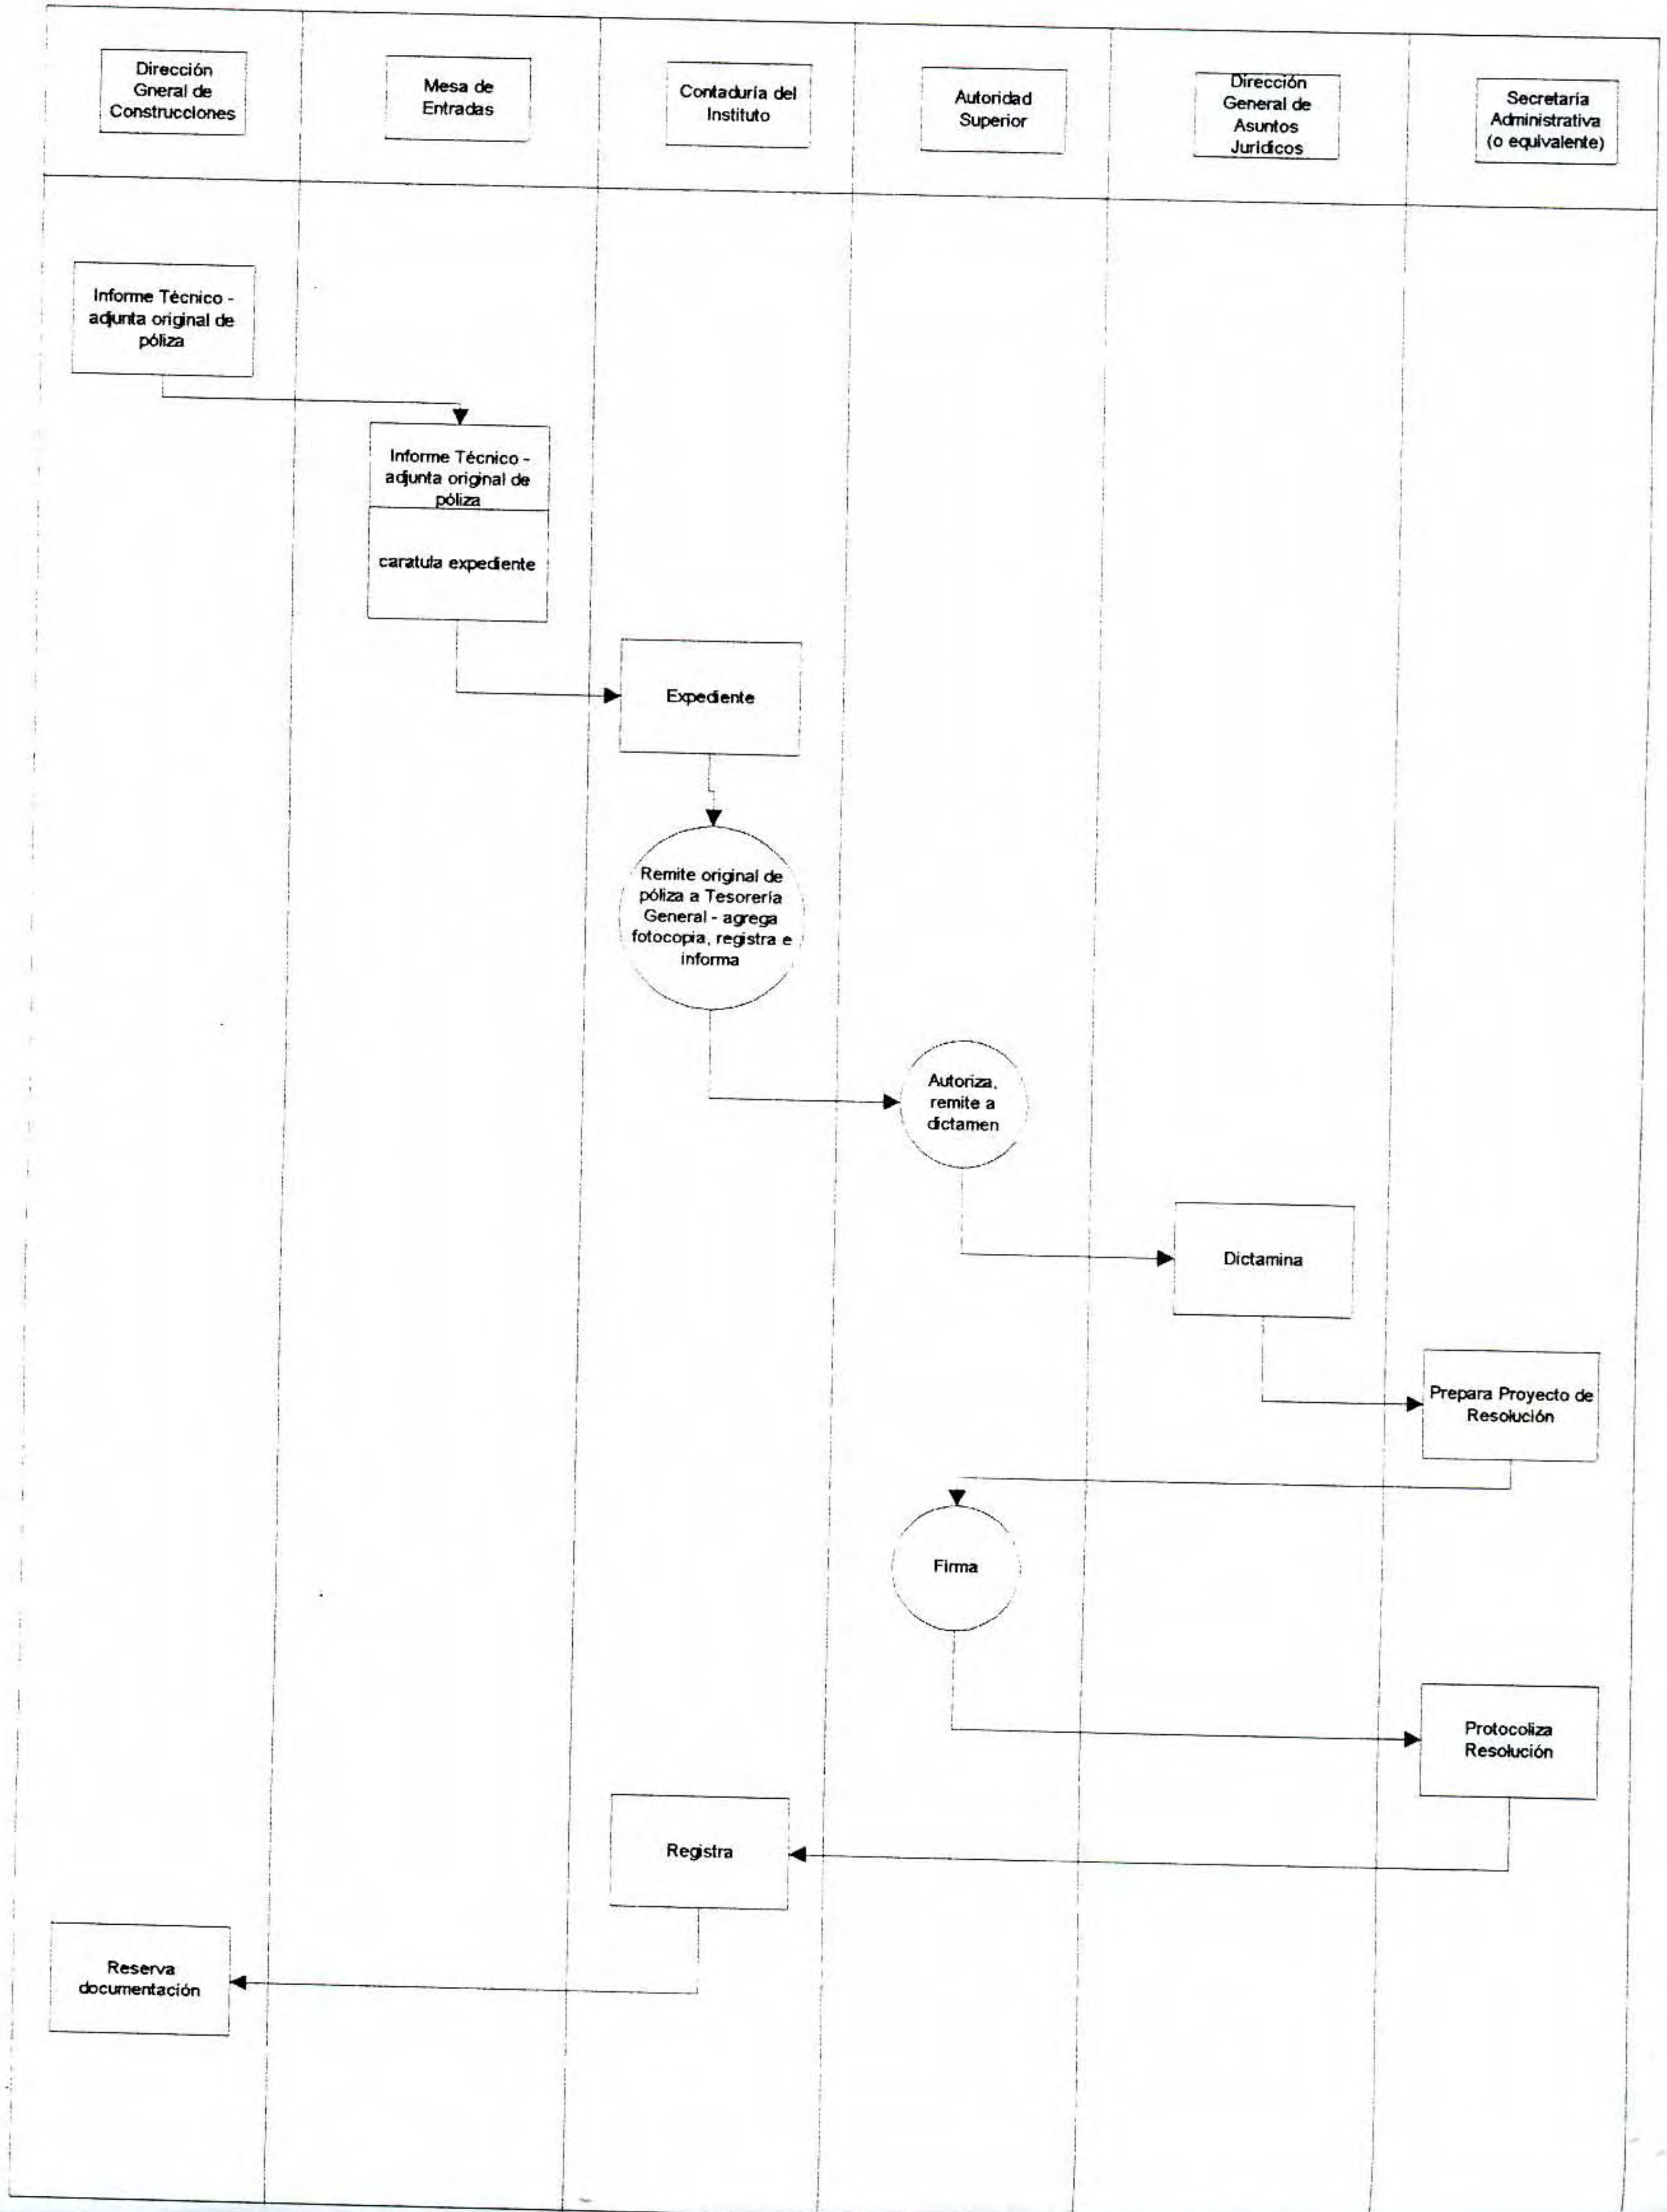 Dirección
Gneral de
Construcciones
Mesa de
Entradas
Contaduría del
Instituto
Autoridad
Superior
Dirección
General de
Asuntos
Jurídicos
Secretaría
Administrativa
(o equivalente)
Informe Técnico -
adjunta original de
póliza
Informe Técnico -
adjunta original de
póliza
caratula expediente
Expediente
Remite original de
póliza a Tesorería
General - agrega
fotocopia, registra e
informa
Autoriza,
remite a
dictamen
Dictamina
Prepara Proyecto de
Resolución
Firma
Protocoliza
Resolución
Registra
Reserva
documentación